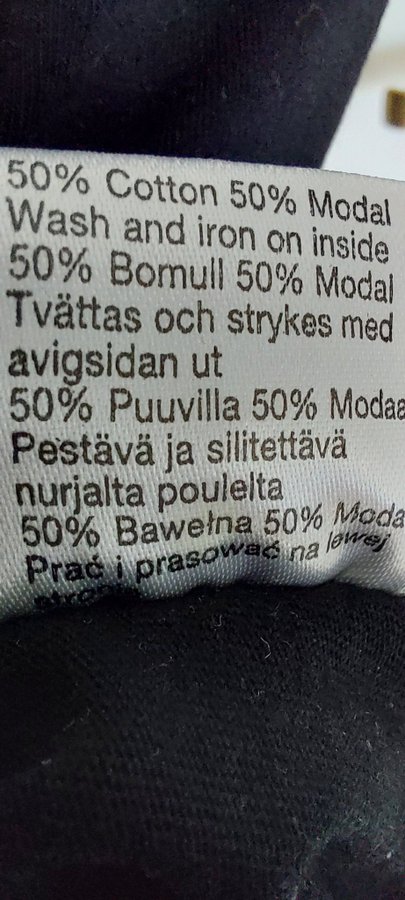 50% Cotton 50% Modal
Wash and iron on inside
50% Bomull 50% Modal
Tvättas och strykes med
avigsidan ut
50% Puuvilla 50% Modaa
Pestävä ja silitettävä
nurjalta poulelta
50% Bawełna 50% Moda
Prać i prasować na lewej